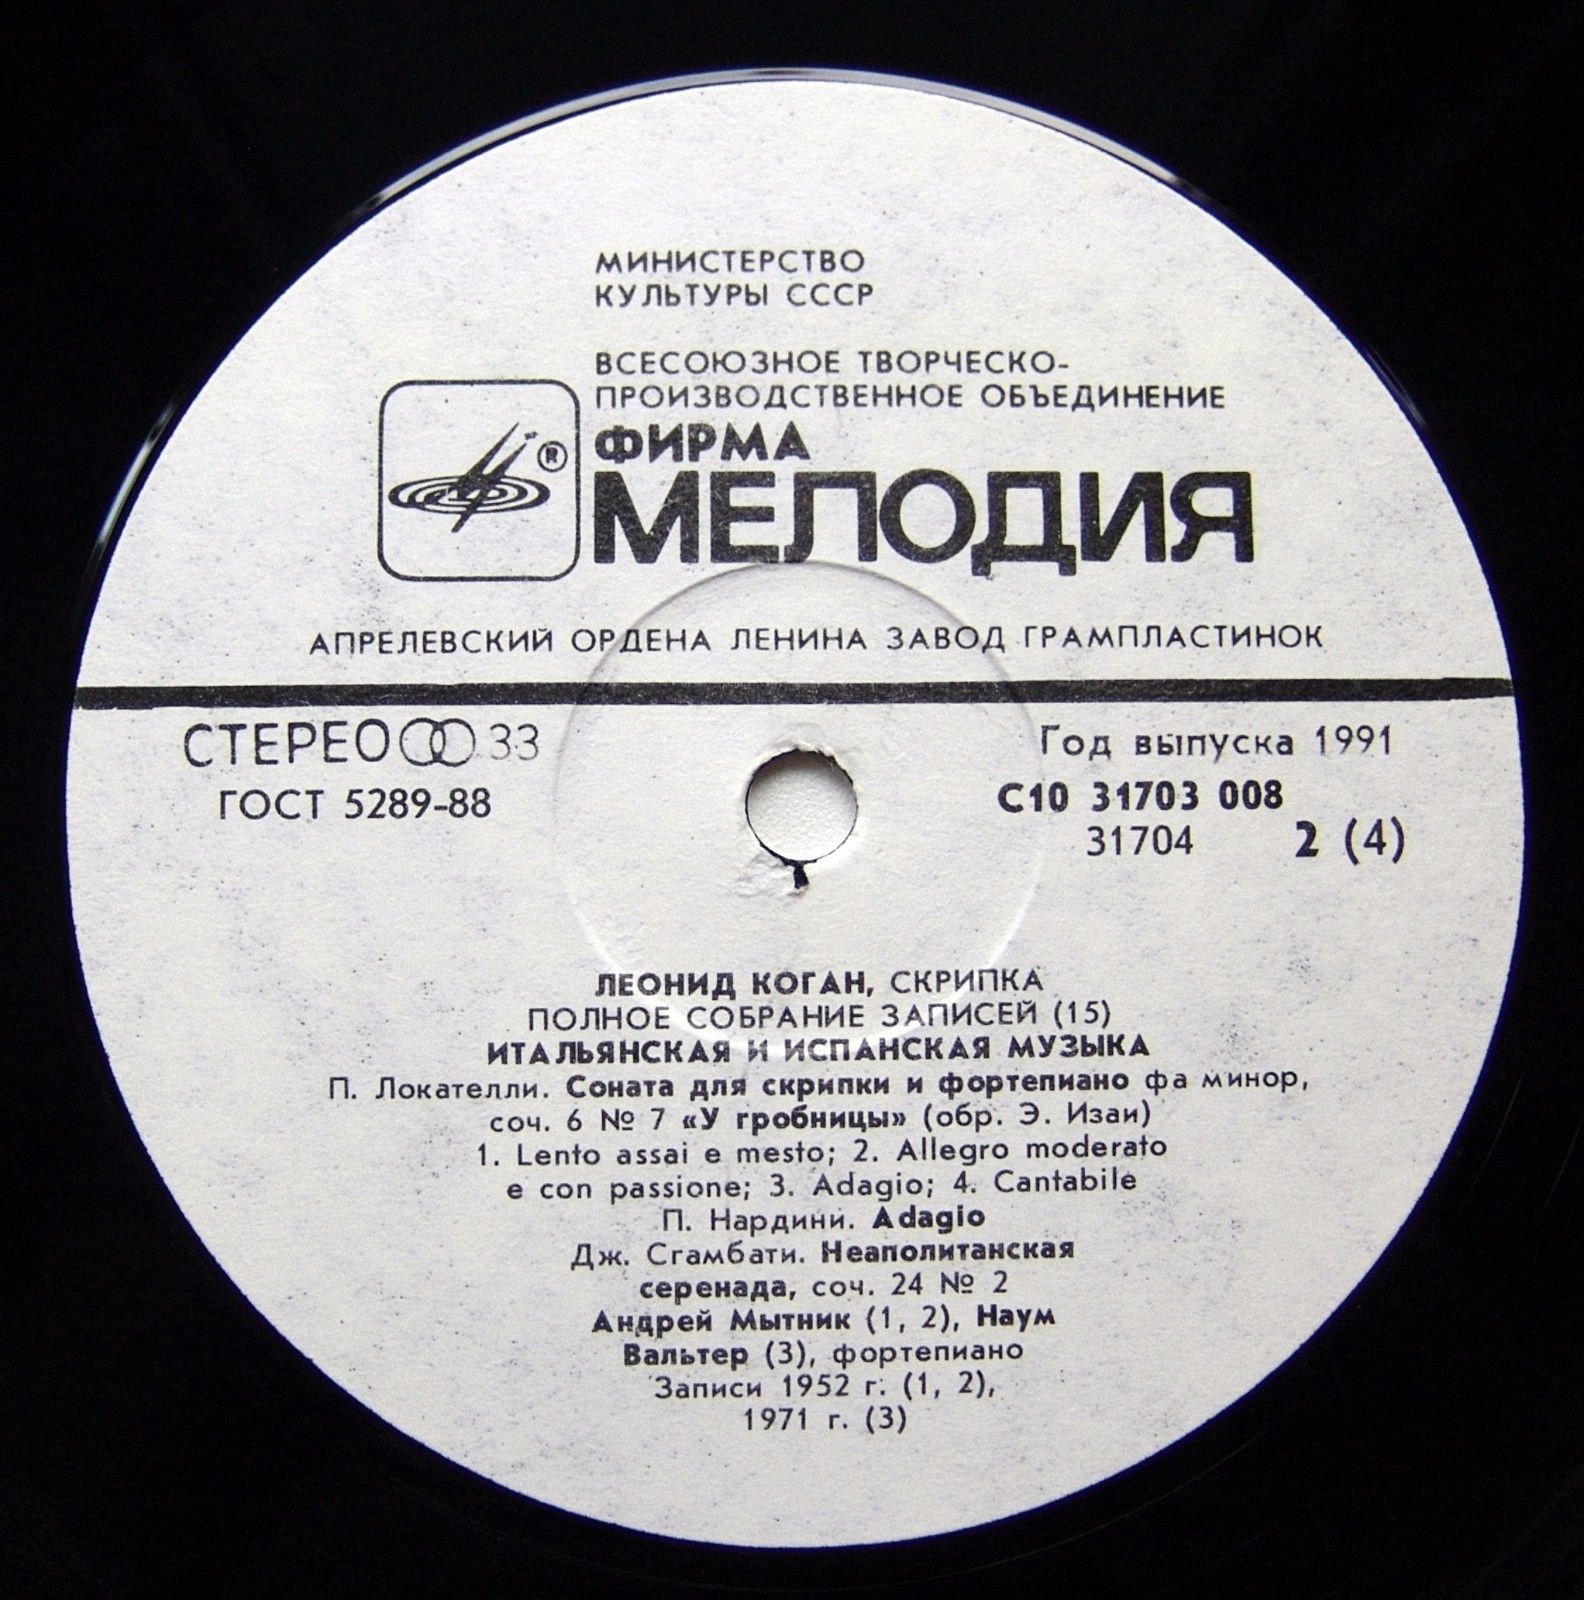 МИНИСТЕРСТВО
КУЛЬТУРЫ СССР
ВСЕСОЮЗНОЕ ТВОРЧЕСКО-
ПРОИЗВОДСТВЕННОЕ ОБЪЕДИНЕНИЕ
ФИРМА
МЕЛОДИЯ
®
АПРЕЛЕВСКИЙ ОРДЕНА ЛЕНИНА ЗАВОД ГРАМПЛАСТИНОК
СТЕРЕО 33
ГОСТ 5289-88
Год выпуска 1991
С10 31703 008
31704 2 (4)
ЛЕОНИД КОГАН, СКРИПКА
ПОЛНОЕ СОБРАНИЕ ЗАПИСЕЙ (15)
ИТАЛЬЯНСКАЯ И ИСПАНСКАЯ МУЗЫКА
П. Локателли. Соната для скрипки и фортепиано фа минор,
соч. 6 № 7 «У гробницы» (обр. Э. Изаи)
1. Lento assai e mesto; 2. Allegro moderato
e con passione; 3. Adagio; 4. Cantabile
П. Нардини. Adagio
Дж. Сгамбати. Неаполитанская
серенада, соч. 24 № 2
Андрей Мытник (1, 2), Наум
Вальтер (3), фортепиано
Записи 1952 г. (1, 2),
1971 г. (3)